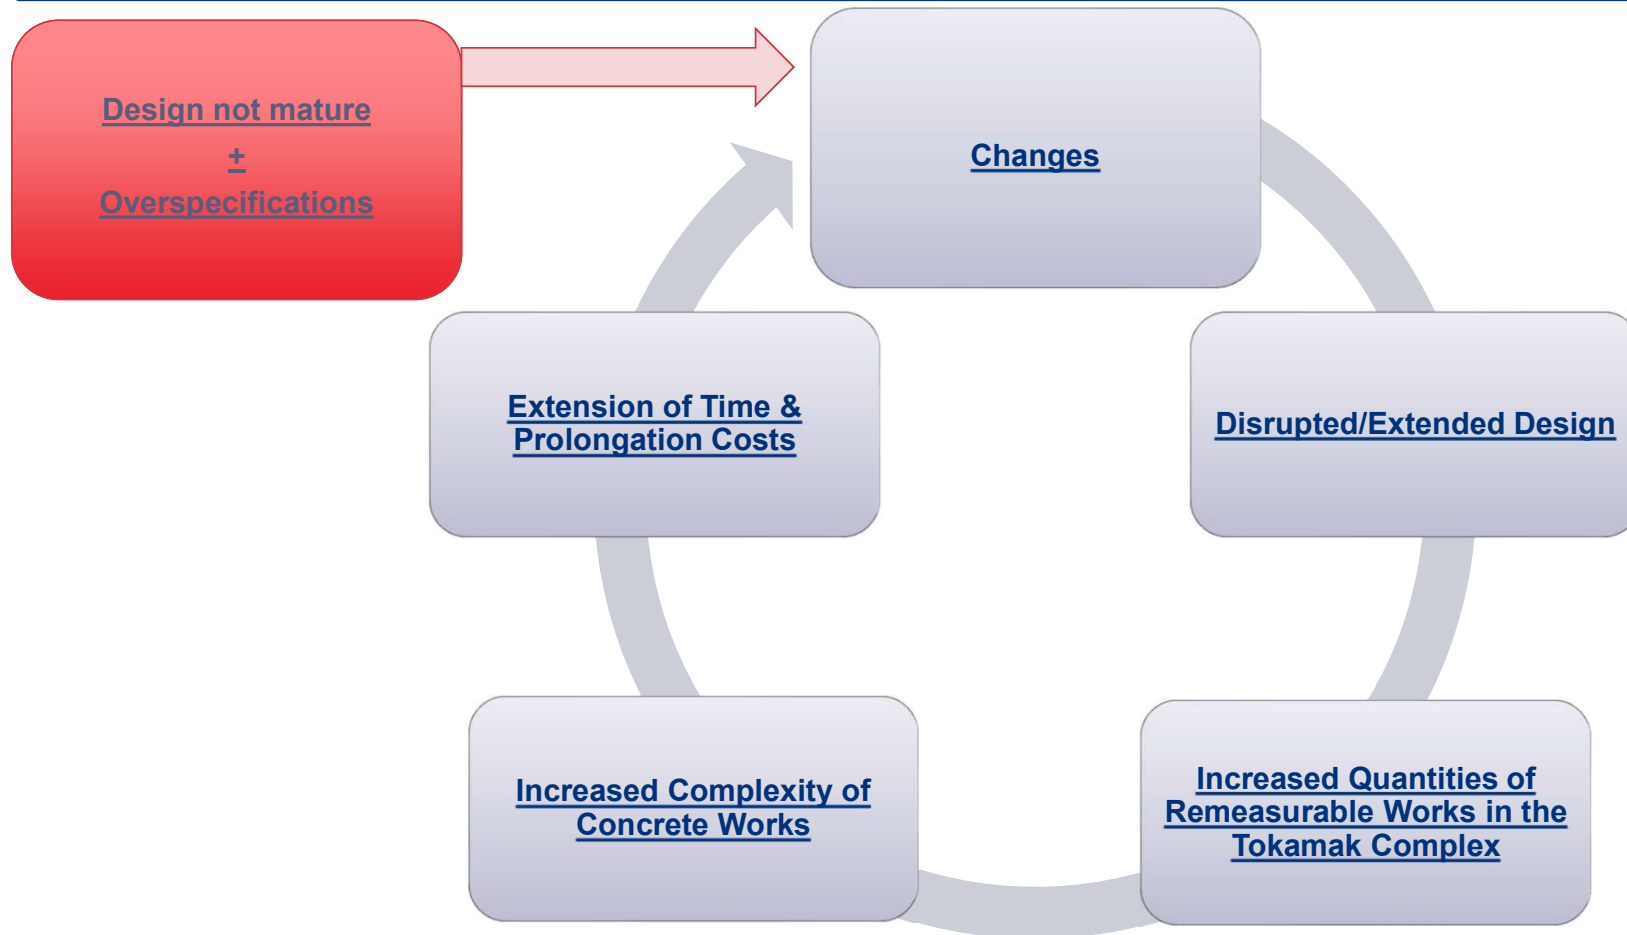 Design not mature
+
Overspecifications
Changes
Extension of Time &
Prolongation Costs
Disrupted/Extended Design
Increased Complexity of
Concrete Works
Increased Quantities of
Remeasurable Works in the
Tokamak Complex